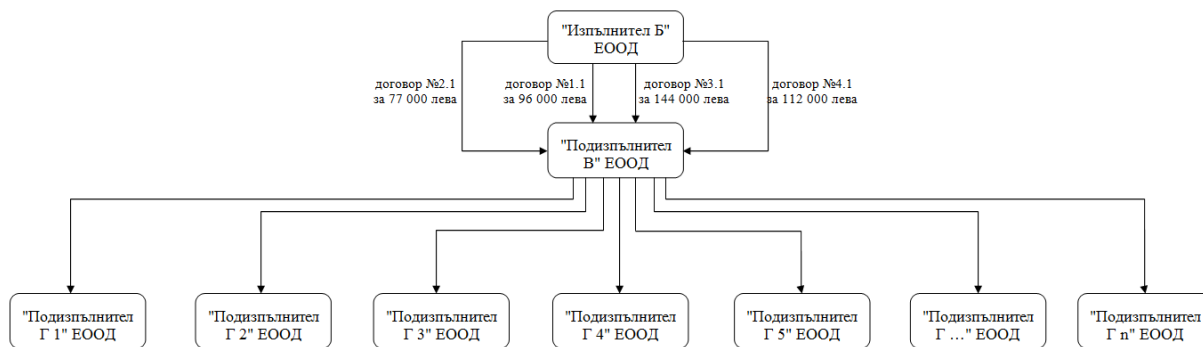 "Изпълнител Б"
ЕООД
договор №2.1
за 77 000 лева
договор №1.1
за 96 000 лева
договор №3.1
за 144 000 лева
договор №4.1
за 112 000 лева
"Подизпълнител
В" ЕООД
"Подизпълнител
Г 1" ЕООД
"Подизпълнител
Г 2" ЕООД
"Подизпълнител
Г 3" ЕООД
"Подизпълнител
Г 4" ЕООД
"Подизпълнител
Г 5" ЕООД
"Подизпълнител
Г ..." ЕООД
"Подизпълнител
Г n" ЕООД